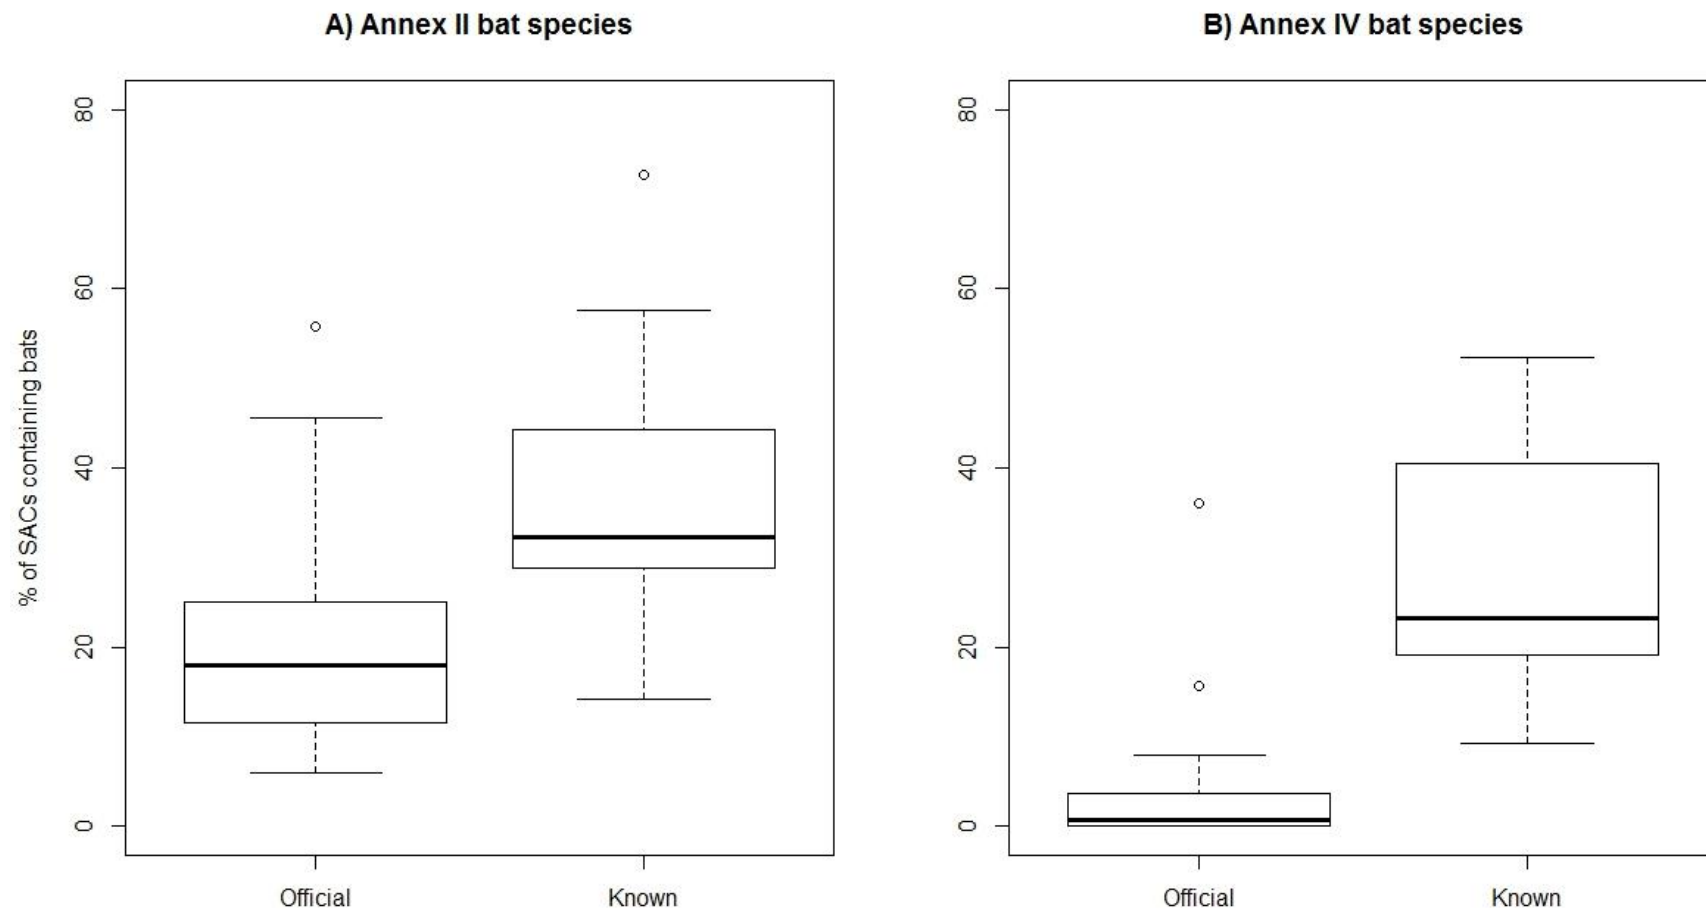 A) Annex II bat species
% of SACs containing bats
80
60
40
20
0
Official Known
B) Annex IV bat species
80
60
40
20
0
Official Known